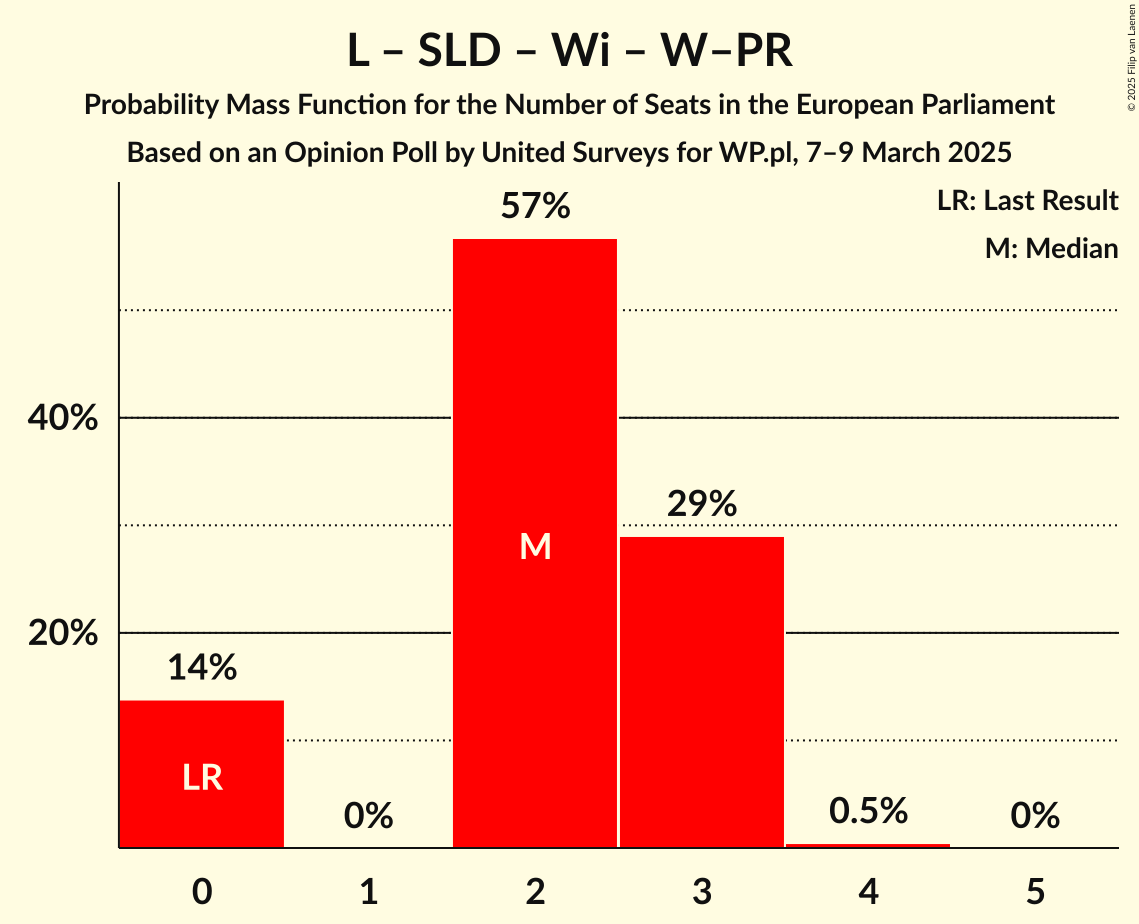 L – SLD – Wi – W–PR
Probability Mass Function for the Number of Seats in the European Parliament
Based on an Opinion Poll by United Surveys for WP.pl, 7–9 March 2025
© 2025 Filip van Laenen
LR: Last Result
M: Median
57%
40%
29%
M
20%
14%
LR
0%
0.5%
0%
0 1 2 3 4 5